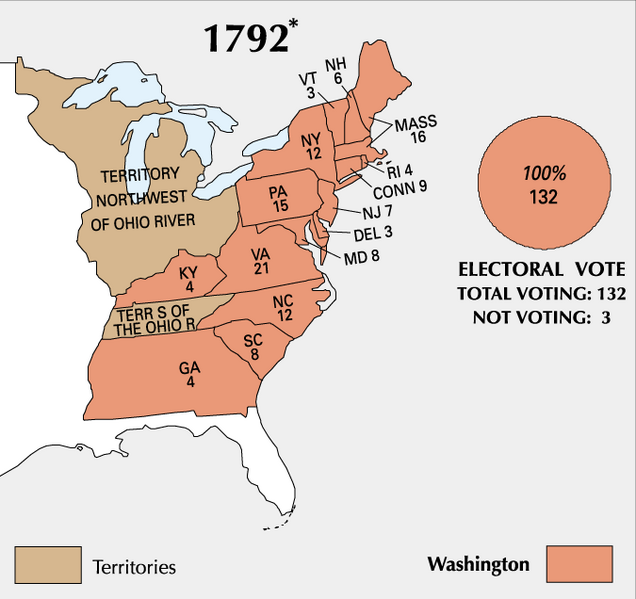 1792*
NH
6
VT
3
MASS
16
NY
12
RI 4
CONN 9
PA
15
NJ 7
DEL 3
MD 8
TERRITORY
NORTHWEST
OF OHIO RIVER
VA
21
KY
4
NC
12
TERR S OF
THE OHIO R
SC
8
GA
4
100%
132
ELECTORAL VOTE
TOTAL VOTING: 132
NOT VOTING: 3
Territories
Washington